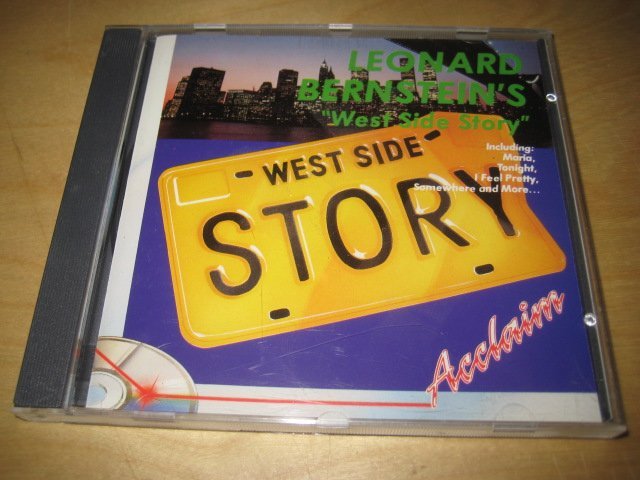 LEONARD
BERNSTEIN'S
"West Side Story"
Including:
Maria,
Tonight,
I Feel Pretty,
Somewhere and More...
WEST SIDE
STORY
Acclaim